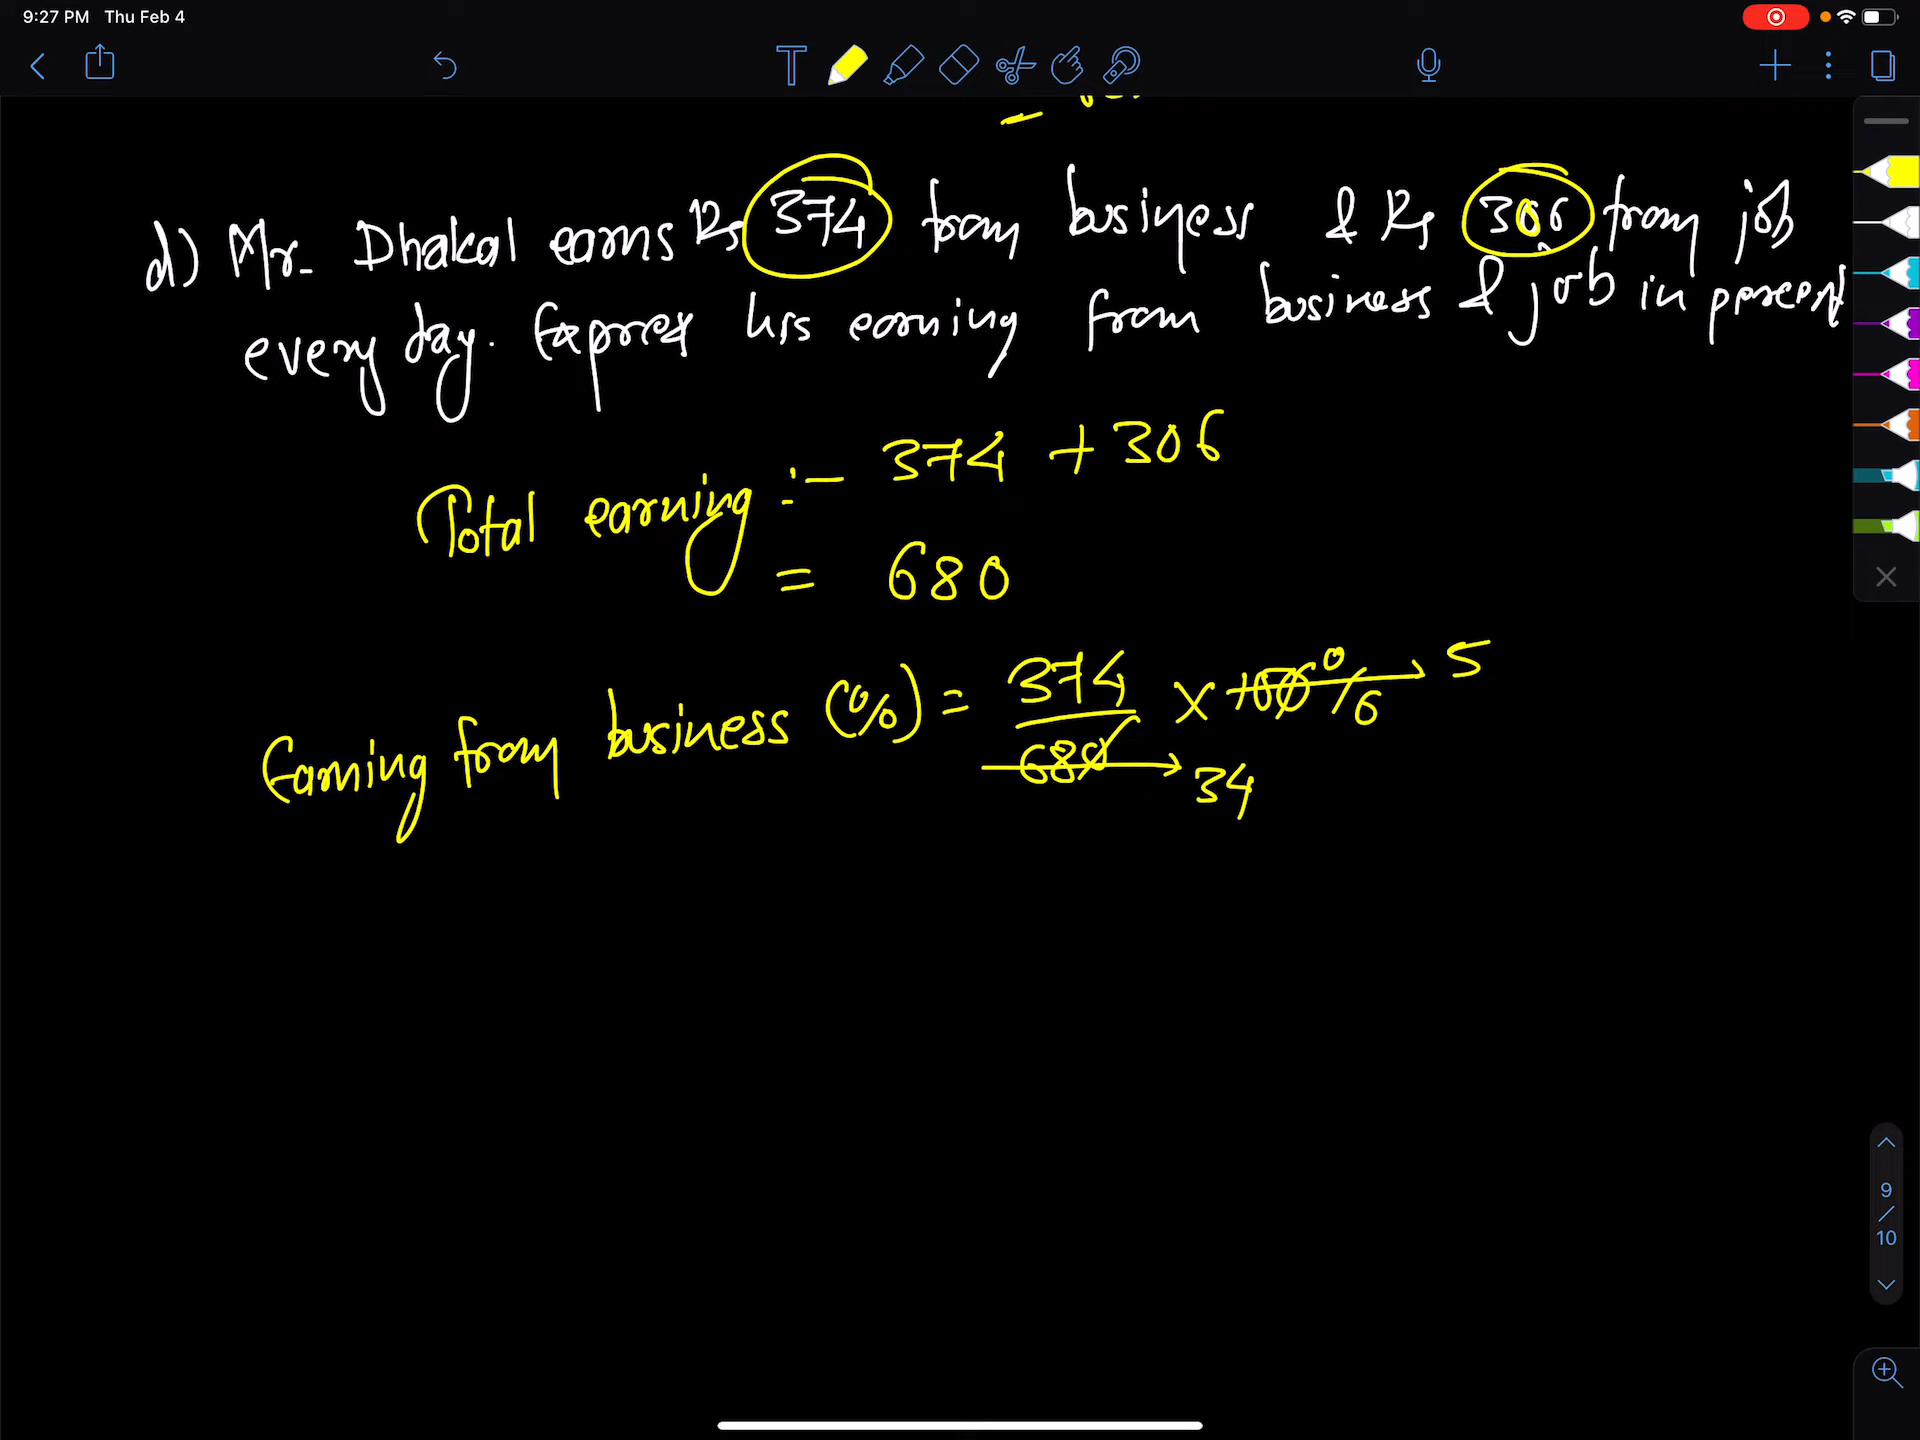 9:27 PM Thu Feb 4
d) Mr. Dhakal earns Rs 374 from business & Rs 306 from job
every day. Express his earning from business & job in percent
Total earning :- 374 + 306
= 680
Earning from business (%) = 374/680 × 100% 5
34
9
/
10